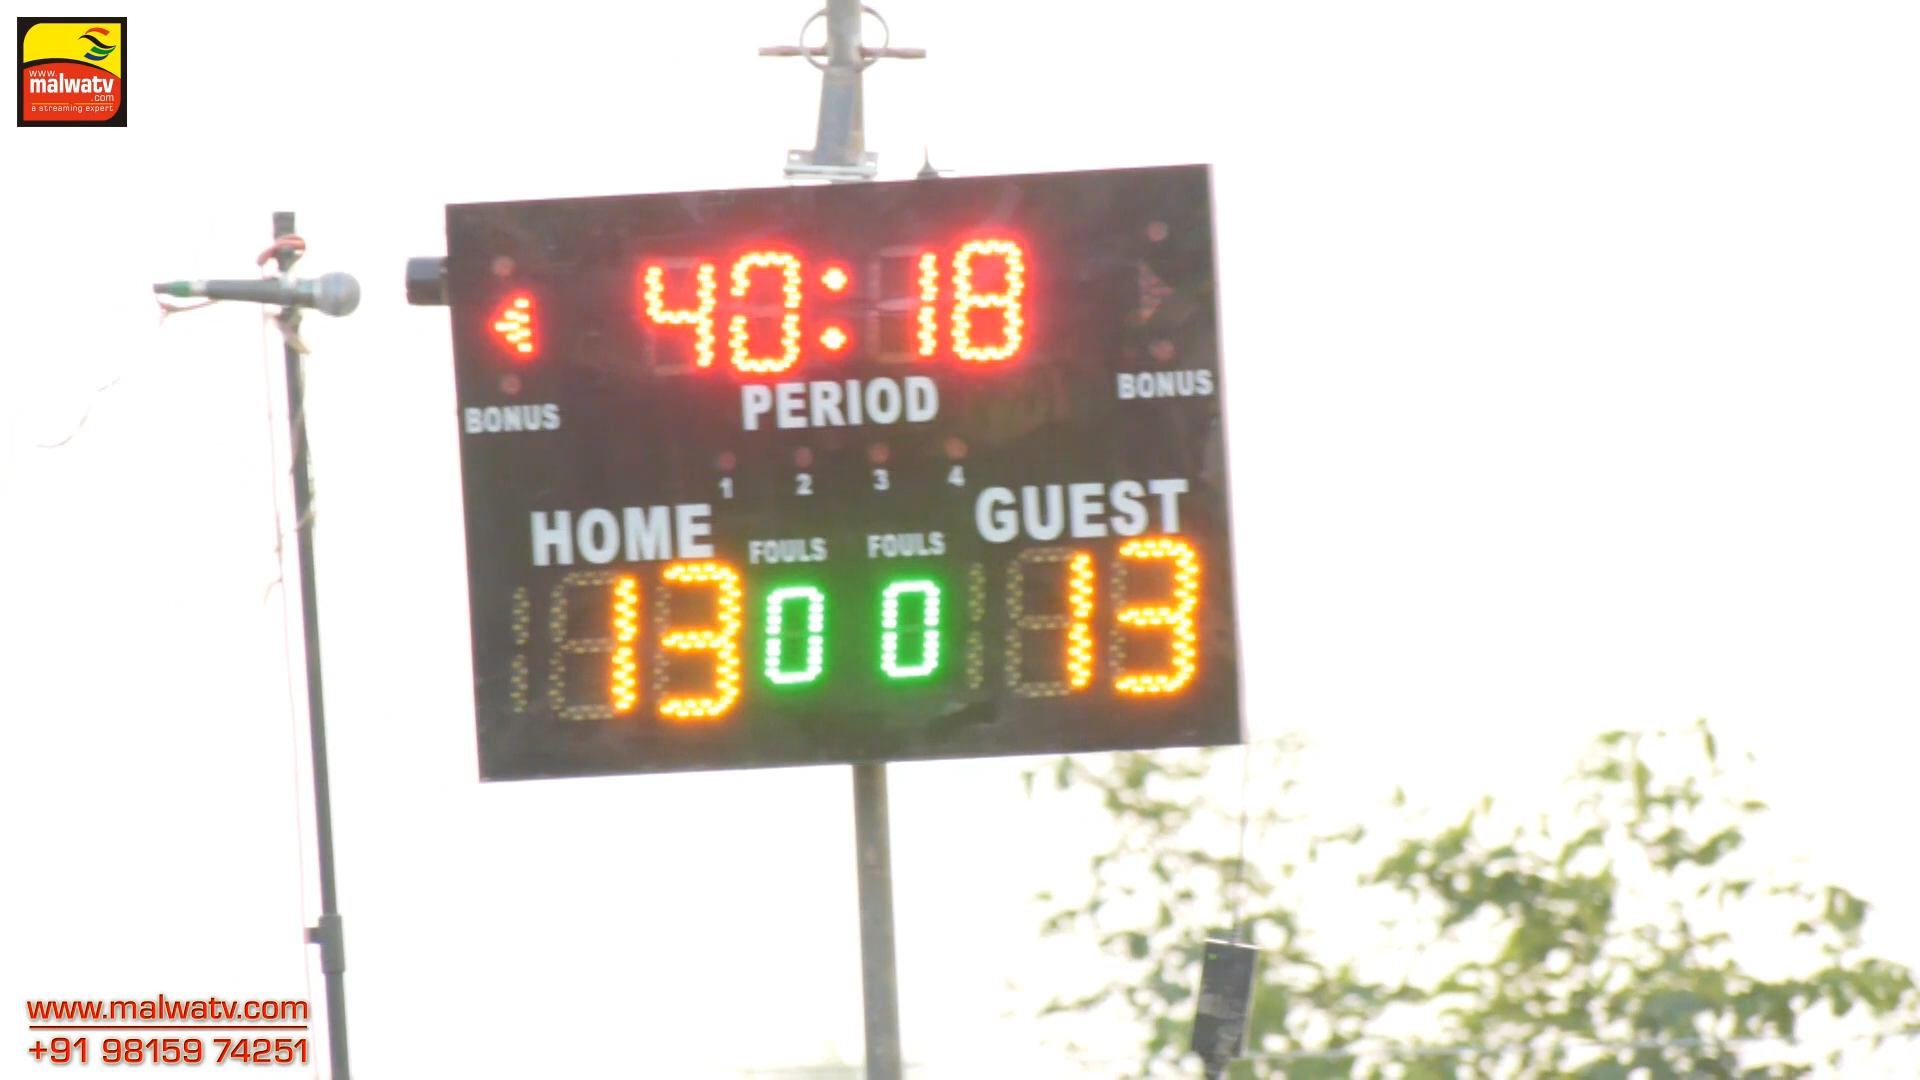 www.
malwatv
.com
a streaming expert
40:18
PERIOD
BONUS
BONUS
1 2 3 4
HOME
GUEST
FOULS FOULS
13 0 0 13
www.malwatv.com
+91 98159 74251